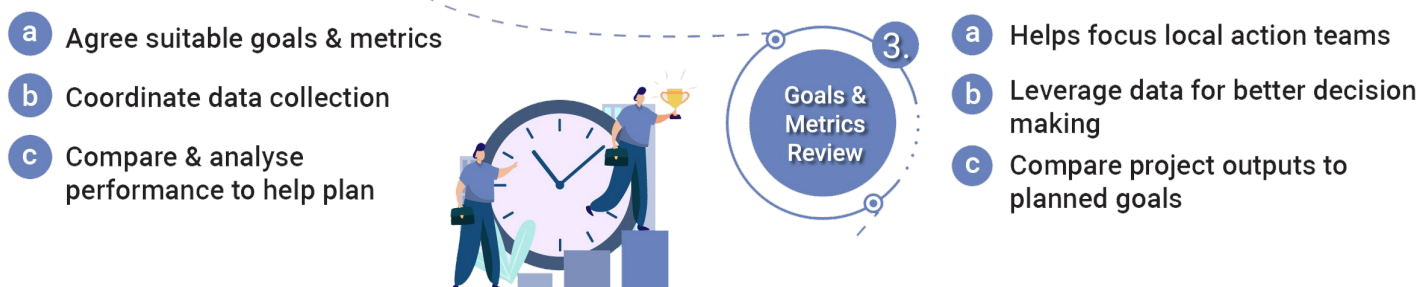 a Agree suitable goals & metrics
b Coordinate data collection
c Compare & analyse
performance to help plan
3.
Goals &
Metrics
Review
a Helps focus local action teams
b Leverage data for better decision
making
c Compare project outputs to
planned goals